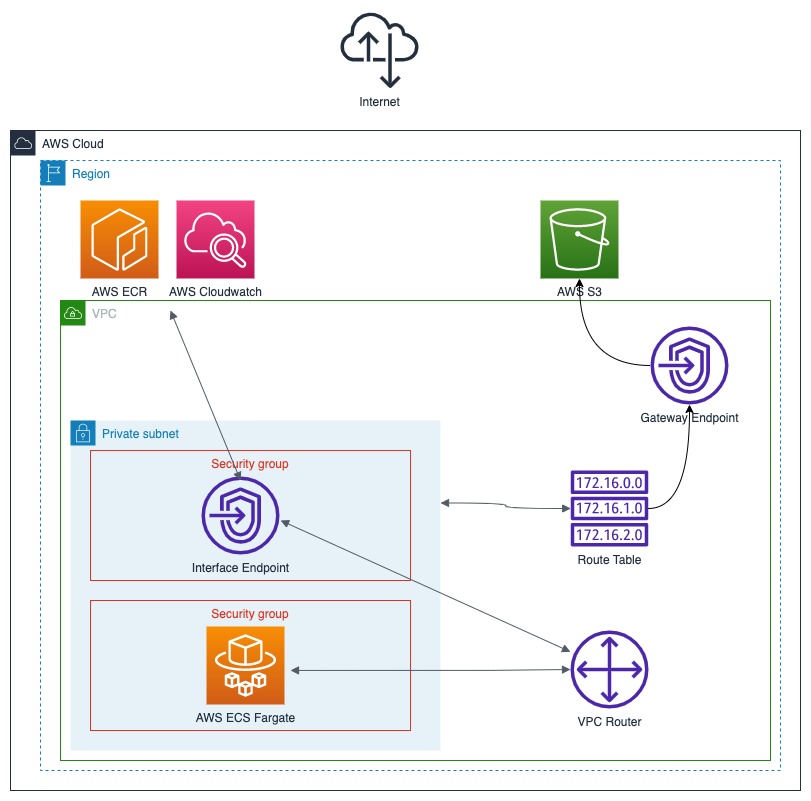 Internet
AWS Cloud
Region
AWS ECR
AWS Cloudwatch
AWS S3
VPC
Gateway Endpoint
Private subnet
Security group
Interface Endpoint
172.16.0.0
172.16.1.0
172.16.2.0
Route Table
Security group
AWS ECS Fargate
VPC Router